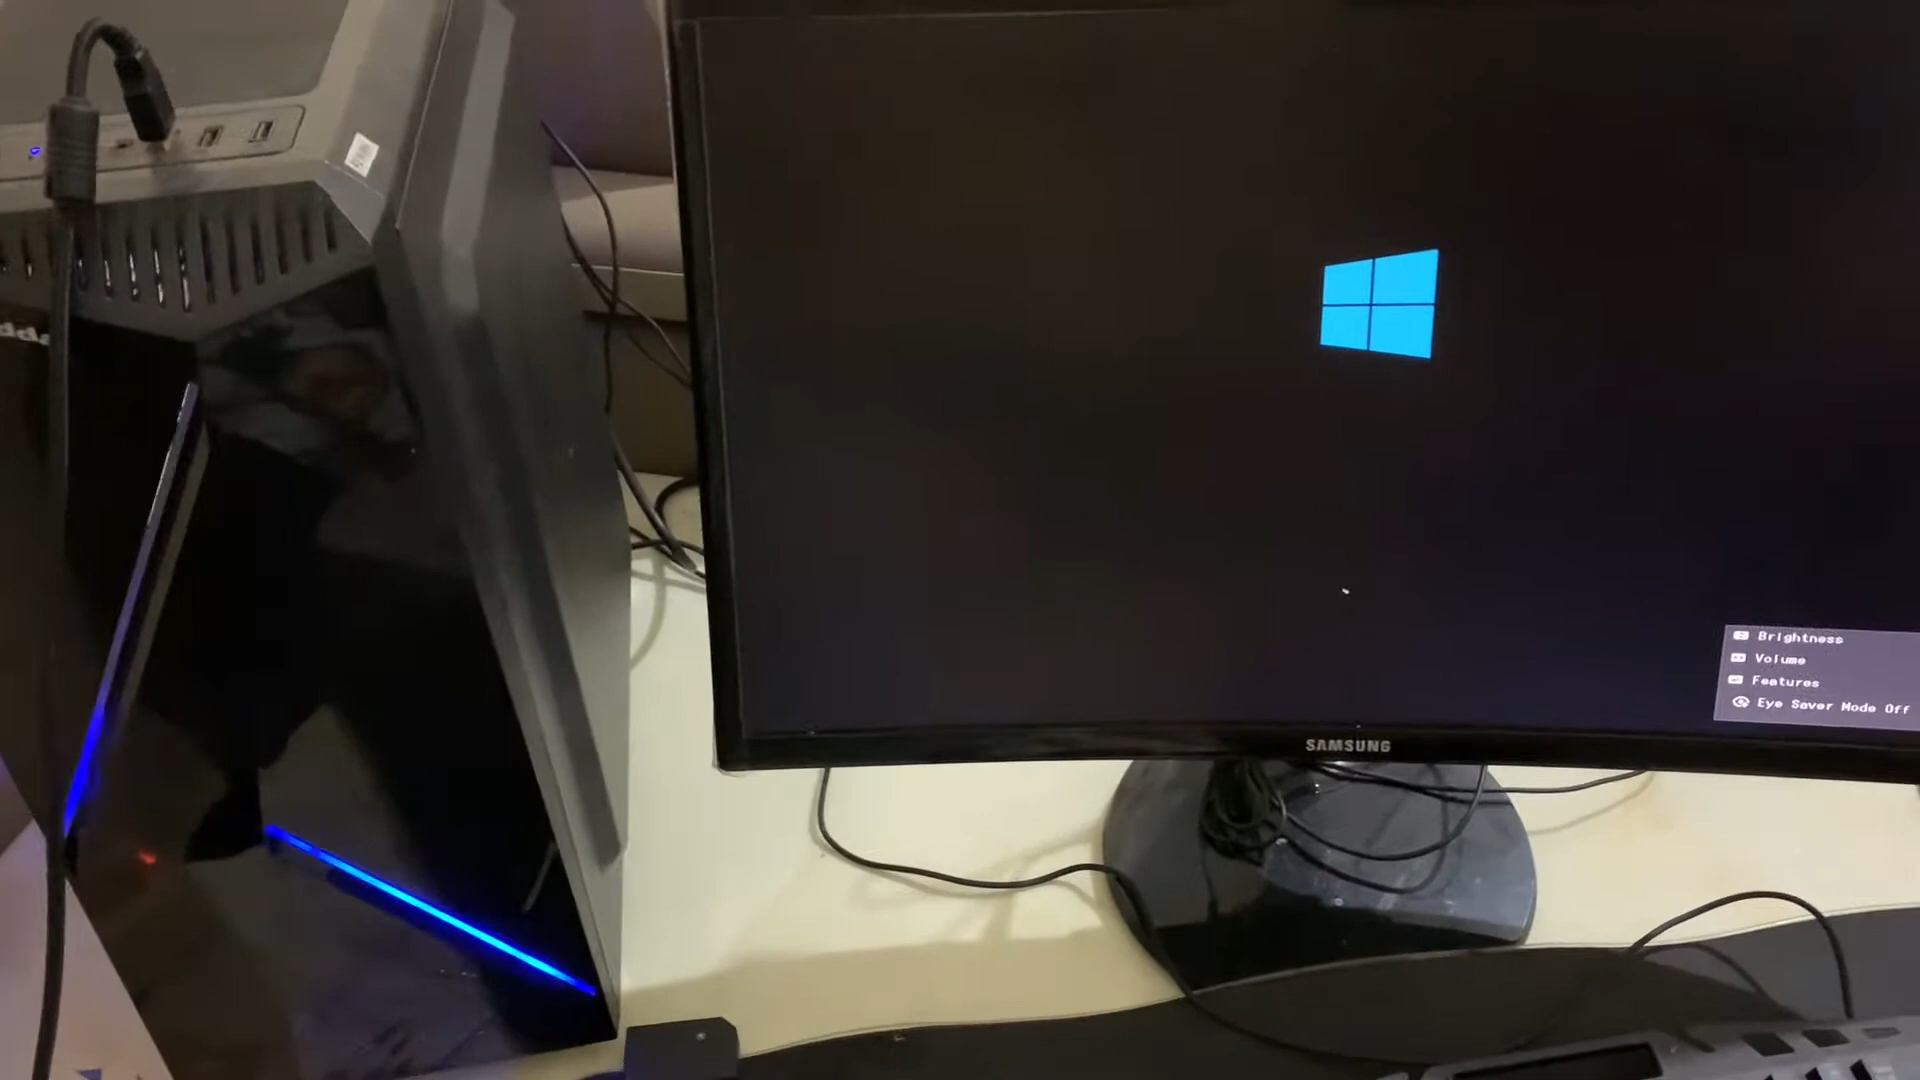 Brightness
Volume
Features
Eye Saver Mode Off
SAMSUNG